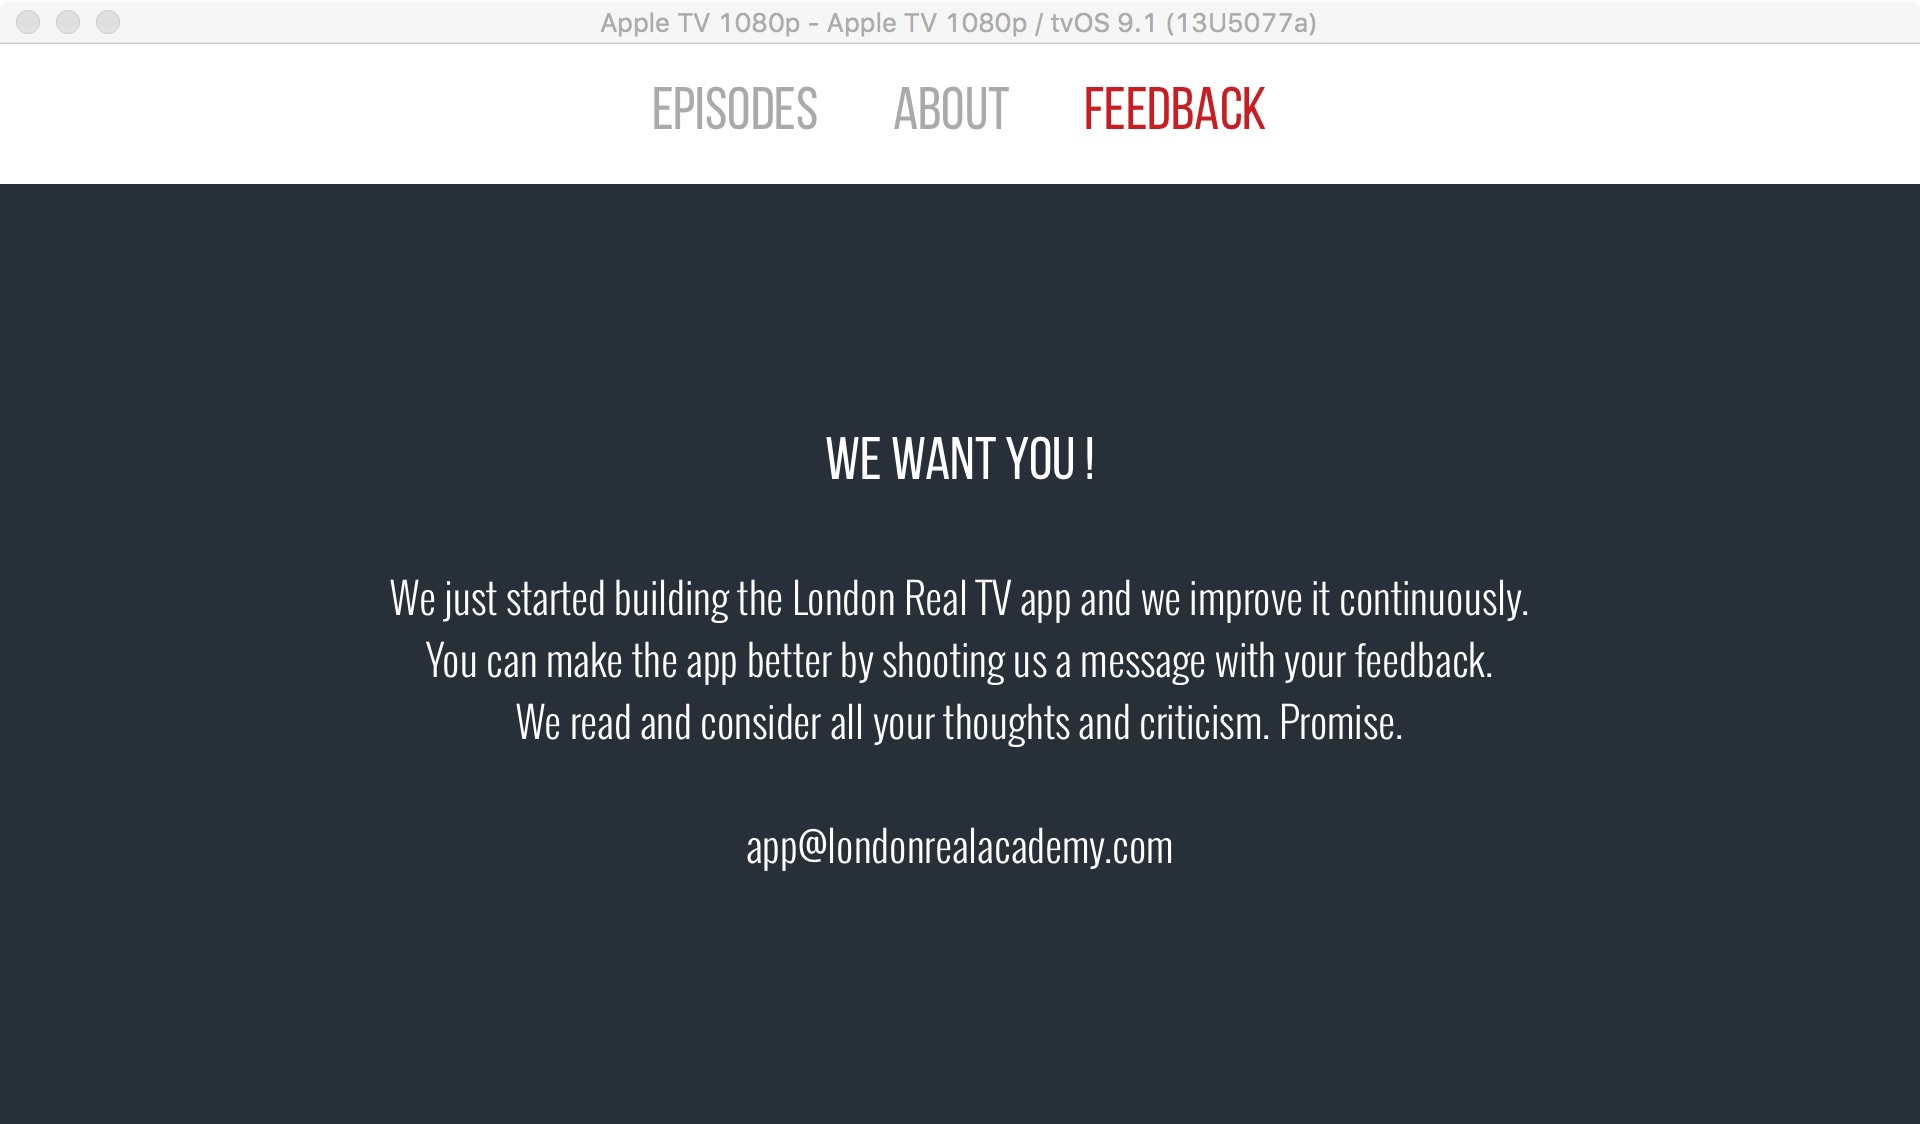 Apple TV 1080p - Apple TV 1080p / tvOS 9.1 (13U5077a)
EPISODES ABOUT FEEDBACK
WE WANT YOU !
We just started building the London Real TV app and we improve it continuously.
You can make the app better by shooting us a message with your feedback.
We read and consider all your thoughts and criticism. Promise.
app@londonrealacademy.com